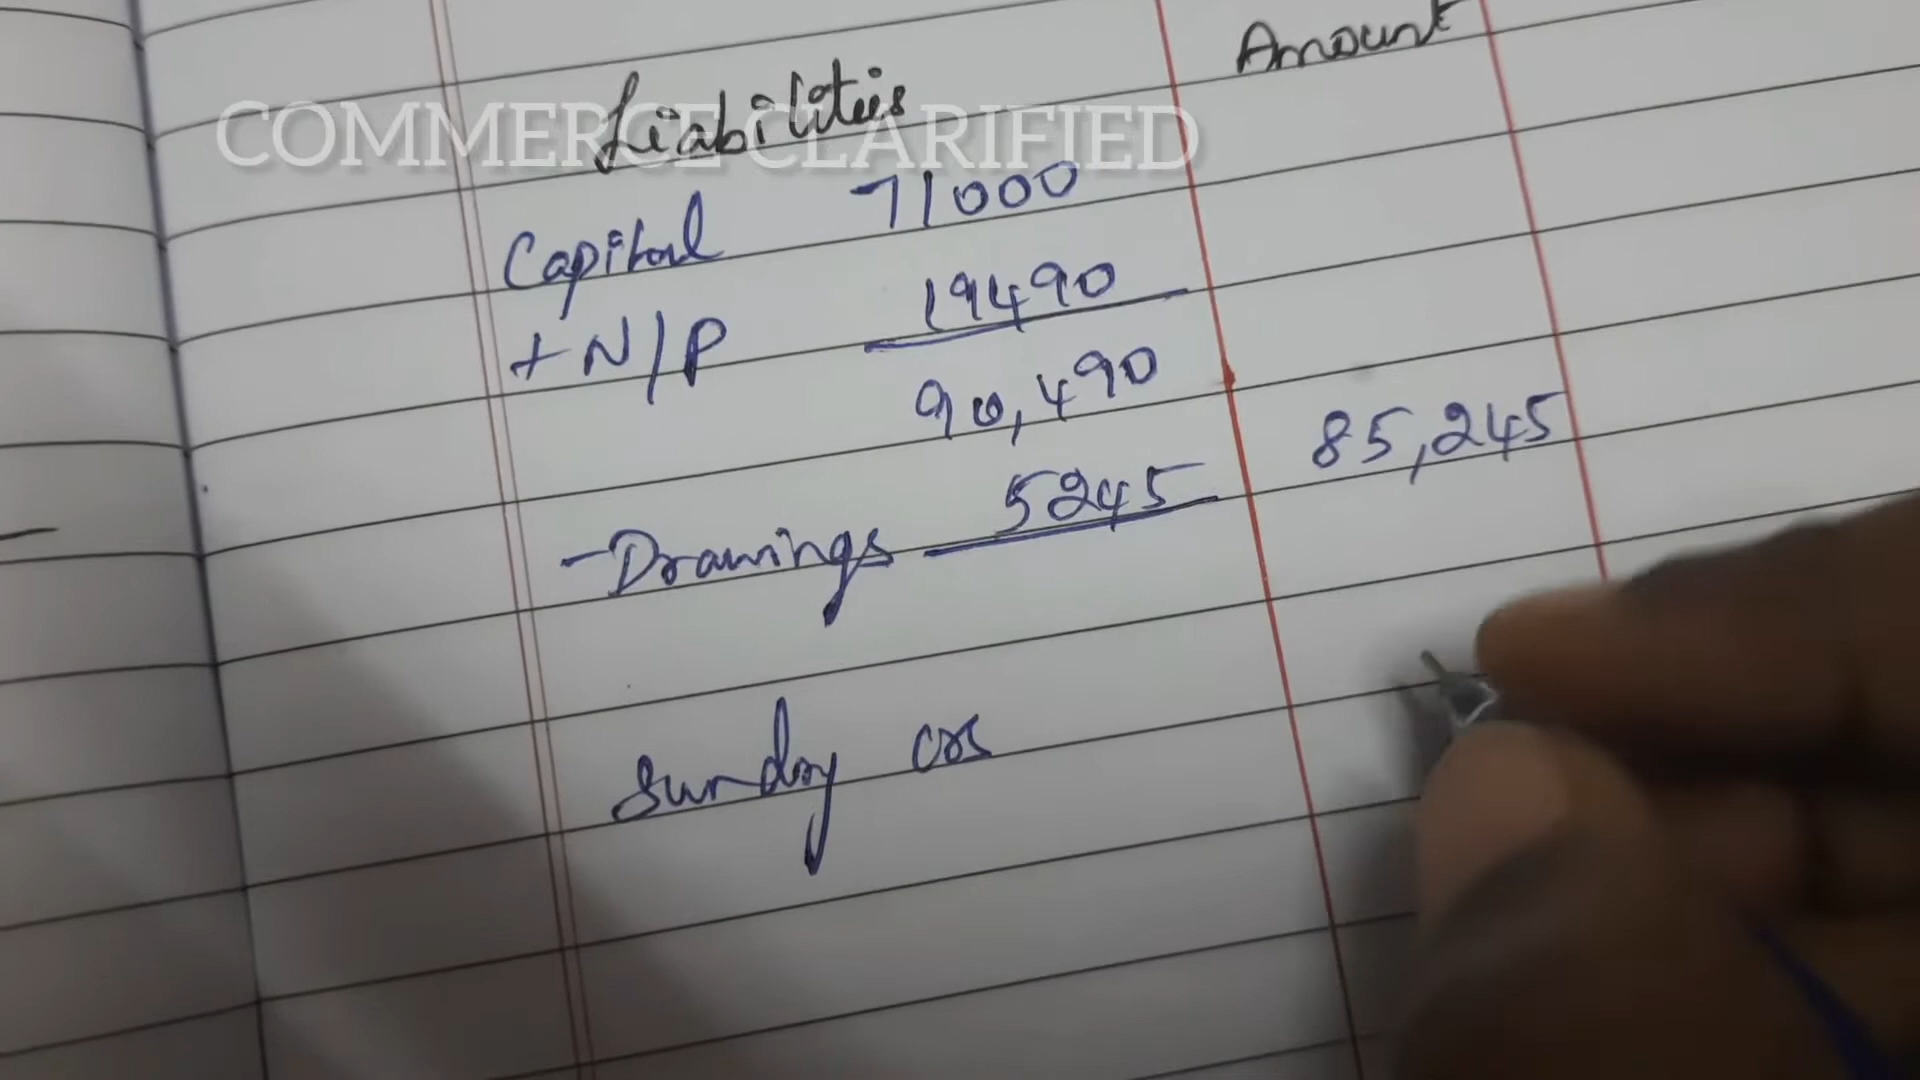 Liabilities Amount
COMMERCE CLARIFIED
Capital 71000
+ N/P 19490
90,490
- Drawings 5245 85,245
Sundry crs